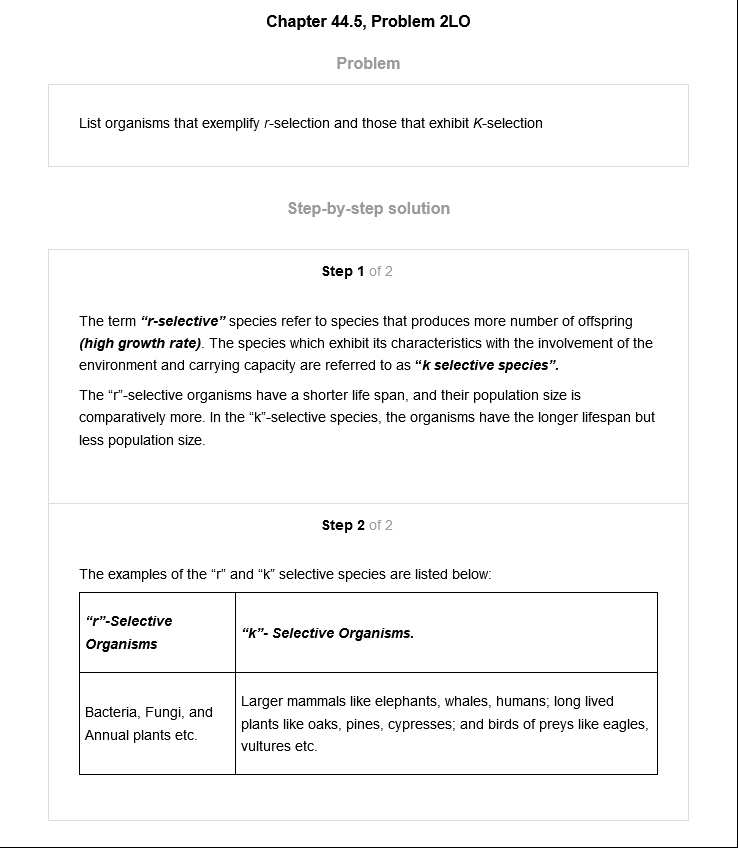 Chapter 44.5, Problem 2LO
Problem
List organisms that exemplify r-selection and those that exhibit K-selection
Step-by-step solution
Step 1 of 2
The term “r-selective” species refer to species that produces more number of offspring
(high growth rate). The species which exhibit its characteristics with the involvement of the
environment and carrying capacity are referred to as “k selective species”.
The “r”-selective organisms have a shorter life span, and their population size is
comparatively more. In the “k”-selective species, the organisms have the longer lifespan but
less population size.
Step 2 of 2
The examples of the “r” and “k” selective species are listed below:
“r”-Selective
Organisms
“k”- Selective Organisms.
Bacteria, Fungi, and
Annual plants etc.
Larger mammals like elephants, whales, humans; long lived
plants like oaks, pines, cypresses; and birds of preys like eagles,
vultures etc.